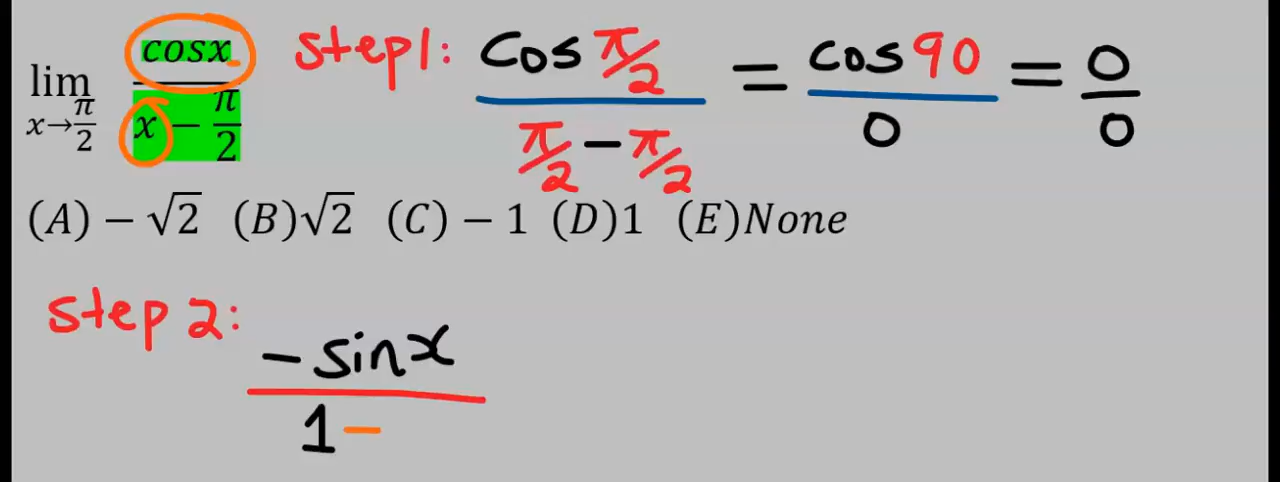 lim x→π/2 cosx / (x − π/2) step1: cos π/2 / (π/2 − π/2) = cos 90 / 0 = 0/0
(A) − √2 (B)√2 (C) − 1 (D)1 (E)None
step 2:
−sinx / 1 −